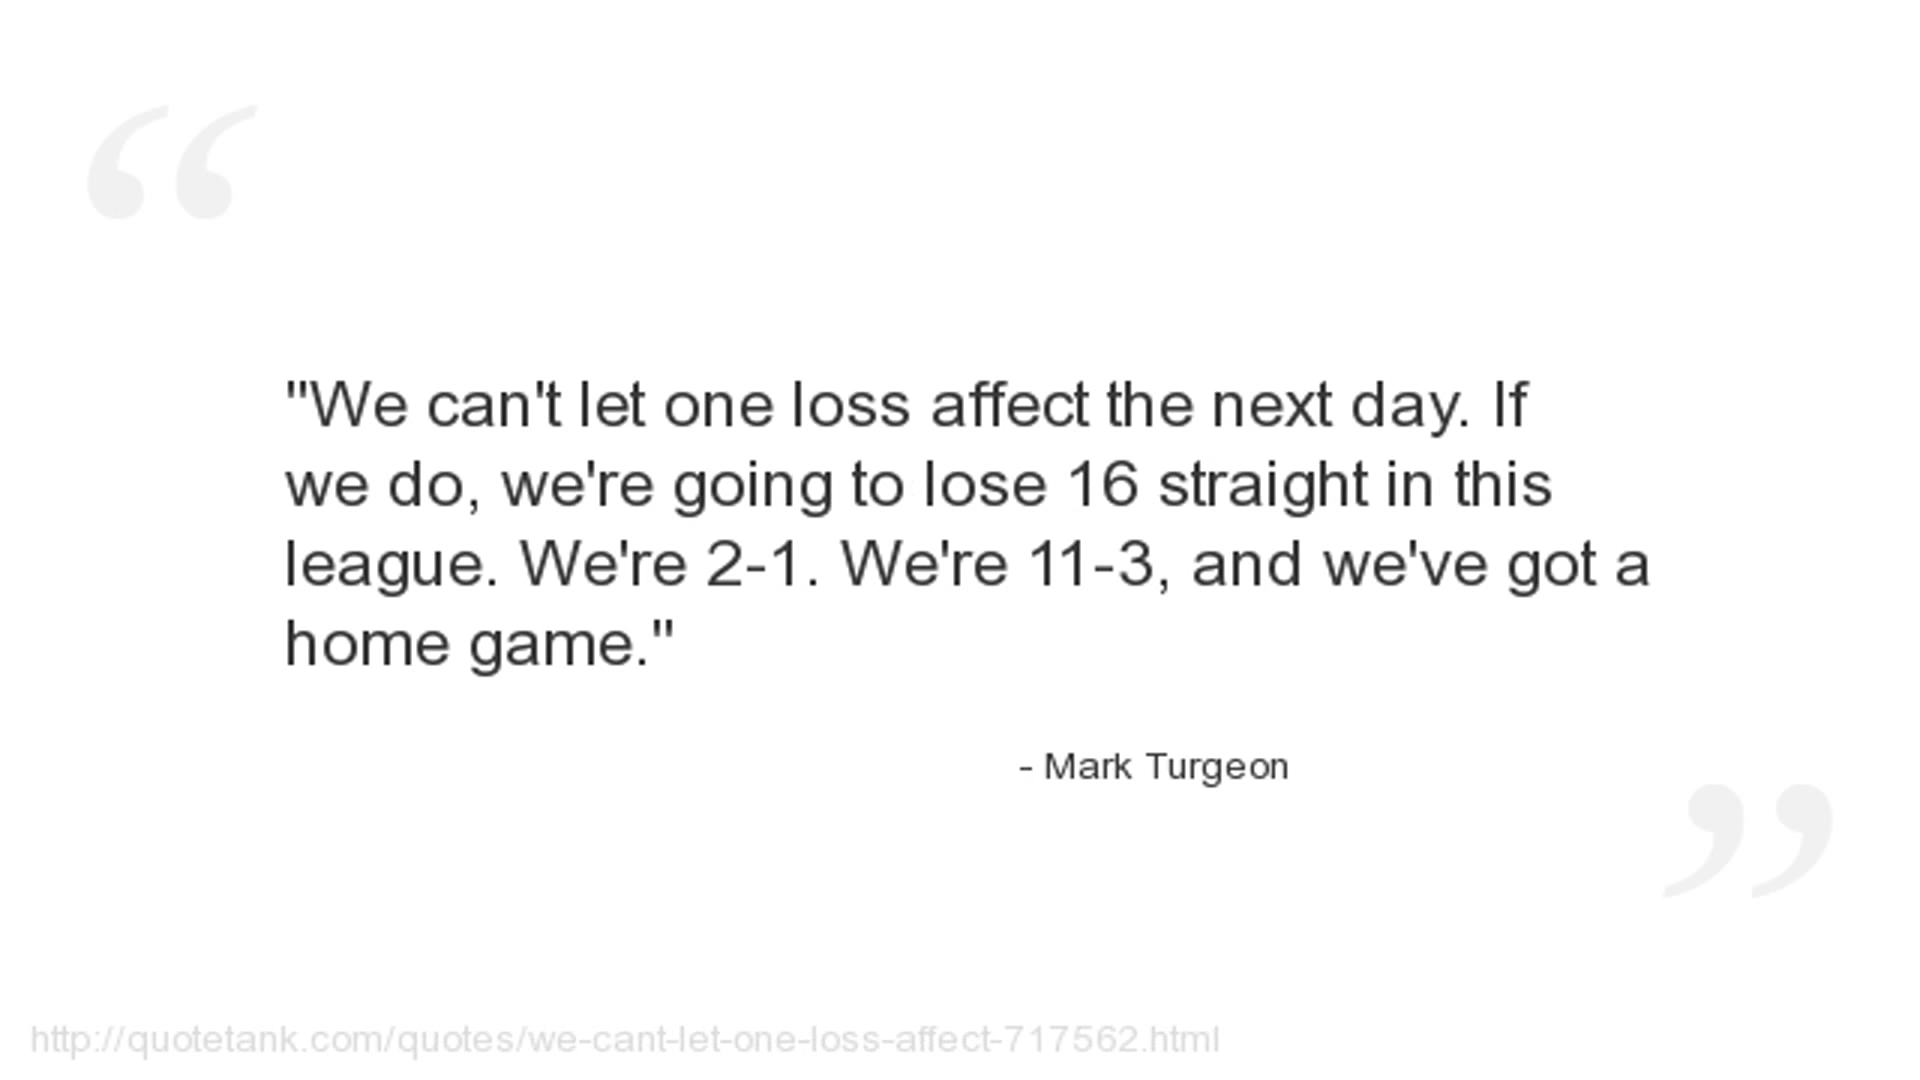 "We can't let one loss affect the next day. If
we do, we're going to lose 16 straight in this
league. We're 2-1. We're 11-3, and we've got a
home game."
- Mark Turgeon
http://quotetank.com/quotes/we-cant-let-one-loss-affect-717562.html